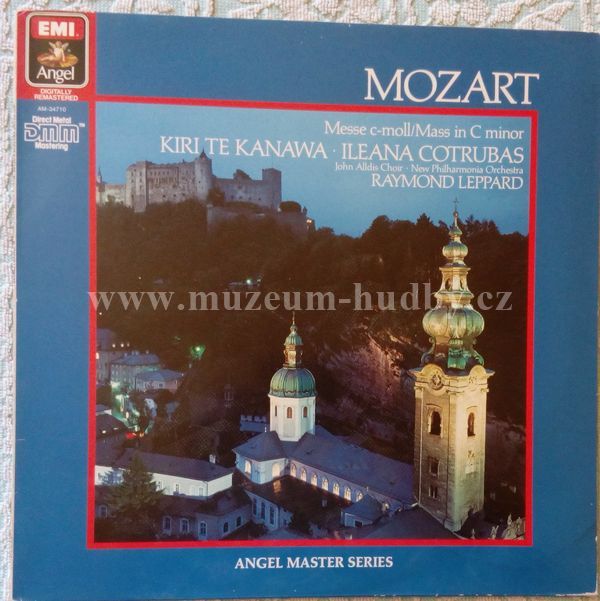 EMI
Angel
DIGITALLY
REMASTERED
AM-34710
Direct Metal
DMM™
Mastering
MOZART
Messe c-moll/Mass in C minor
KIRI TE KANAWA · ILEANA COTRUBAS
John Alldis Choir · New Philharmonia Orchestra
RAYMOND LEPPARD
www.muzeum-hudby.cz
ANGEL MASTER SERIES